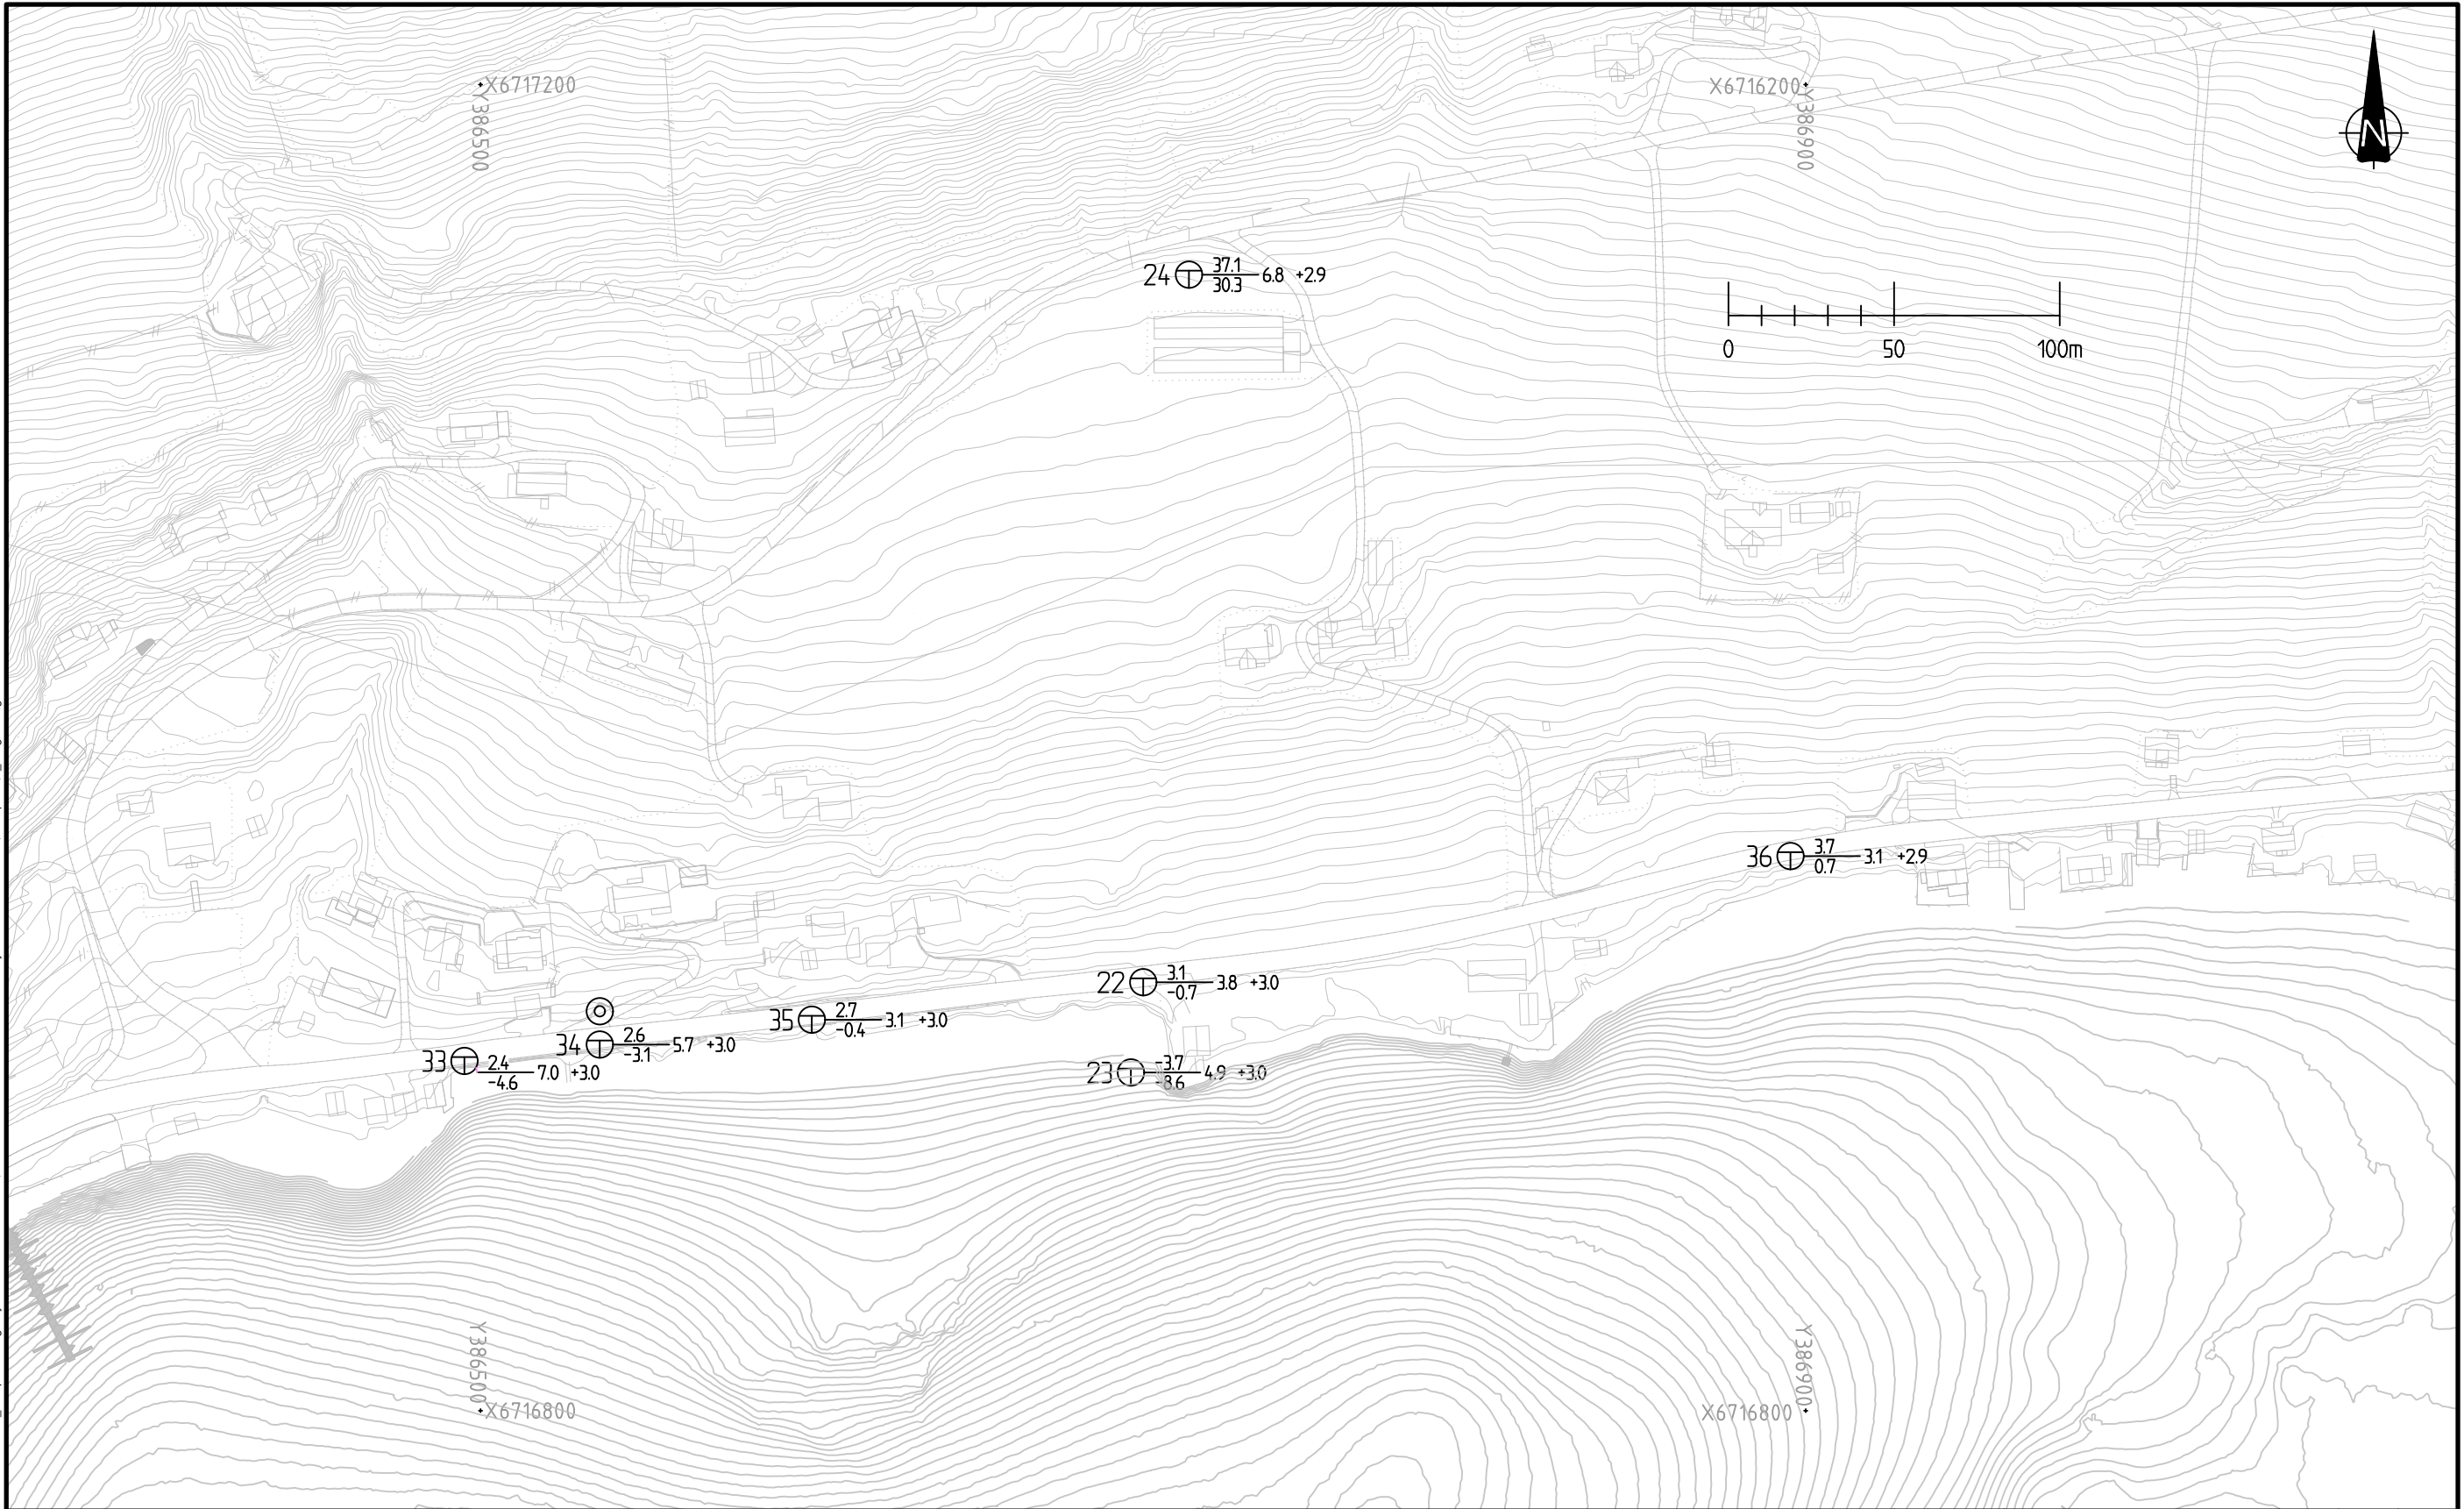 X6717200
Y386500
X6716200
Y386900
N
24 37.1 6.8 +2.9
30.3
0 50 100m
36 3.7 3.1 +2.9
0.7
22 3.1 3.8 +3.0
-0.7
35 2.7 3.1 +3.0
-0.4
34 2.6 5.7 +3.0
-3.1
33 2.4 7.0 +3.0
-4.6
23 -3.7 4.9 +3.0
-8.6
Y386500
X6716800
Y386900
X6716800